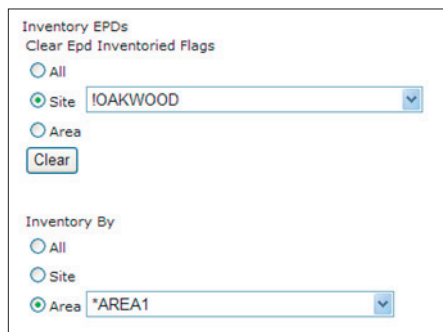 Inventory EPDs
Clear Epd Inventoried Flags
All
Site !OAKWOOD
Area
Clear
Inventory By
All
Site
Area *AREA1